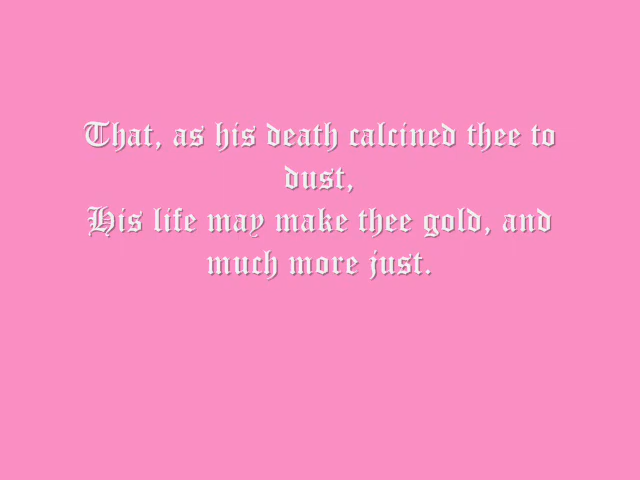 That, as his death calcined thee to
dust,
His life may make thee gold, and
much more just.